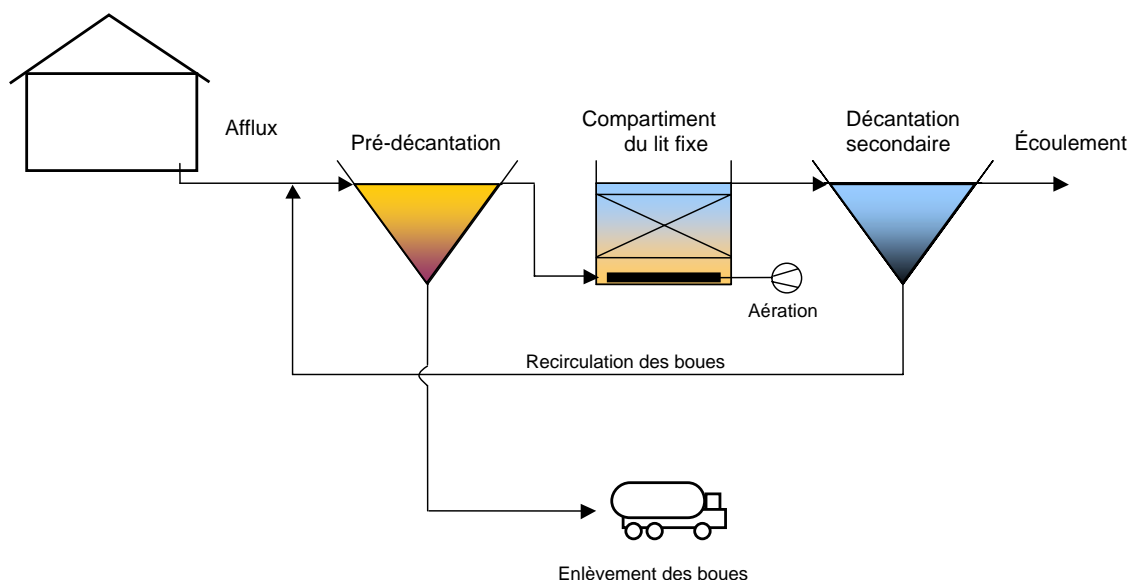 Afflux
Pré-décantation
Compartiment
du lit fixe
Décantation
secondaire
Écoulement
Aération
Recirculation des boues
Enlèvement des boues